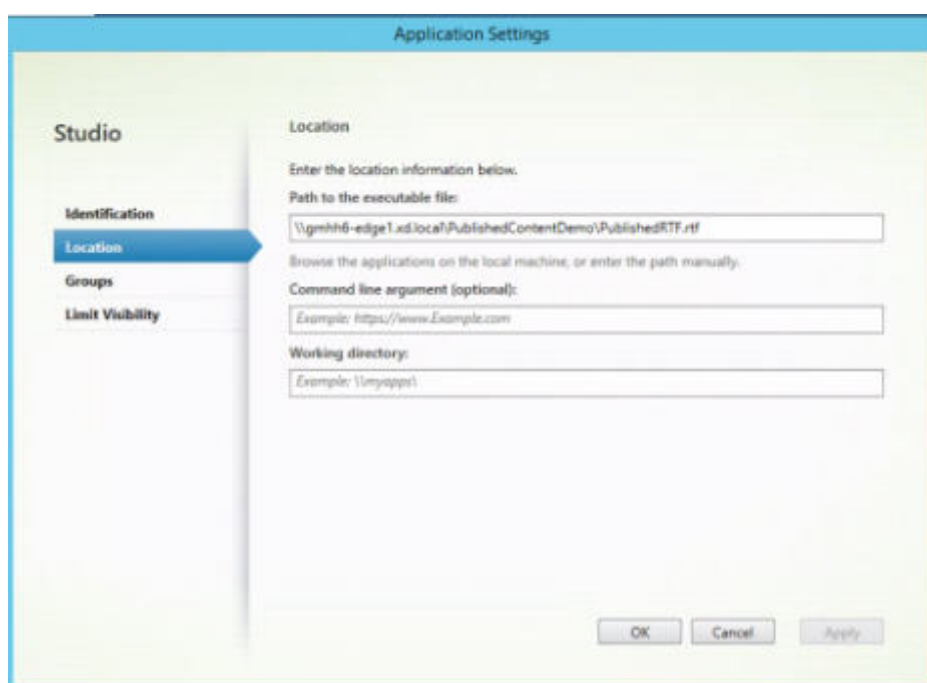 Application Settings
Studio
Identification
Location
Groups
Limit Visibility
Location
Enter the location information below.
Path to the executable file:
\\gmhh6-edge1.xd.local\PublishedContentDemo\PublishedRTF.rtf
Browse the applications on the local machine, or enter the path manually.
Command line argument (optional):
Example: https://www.Example.com
Working directory:
Example: \\myapps\
OK
Cancel
Apply